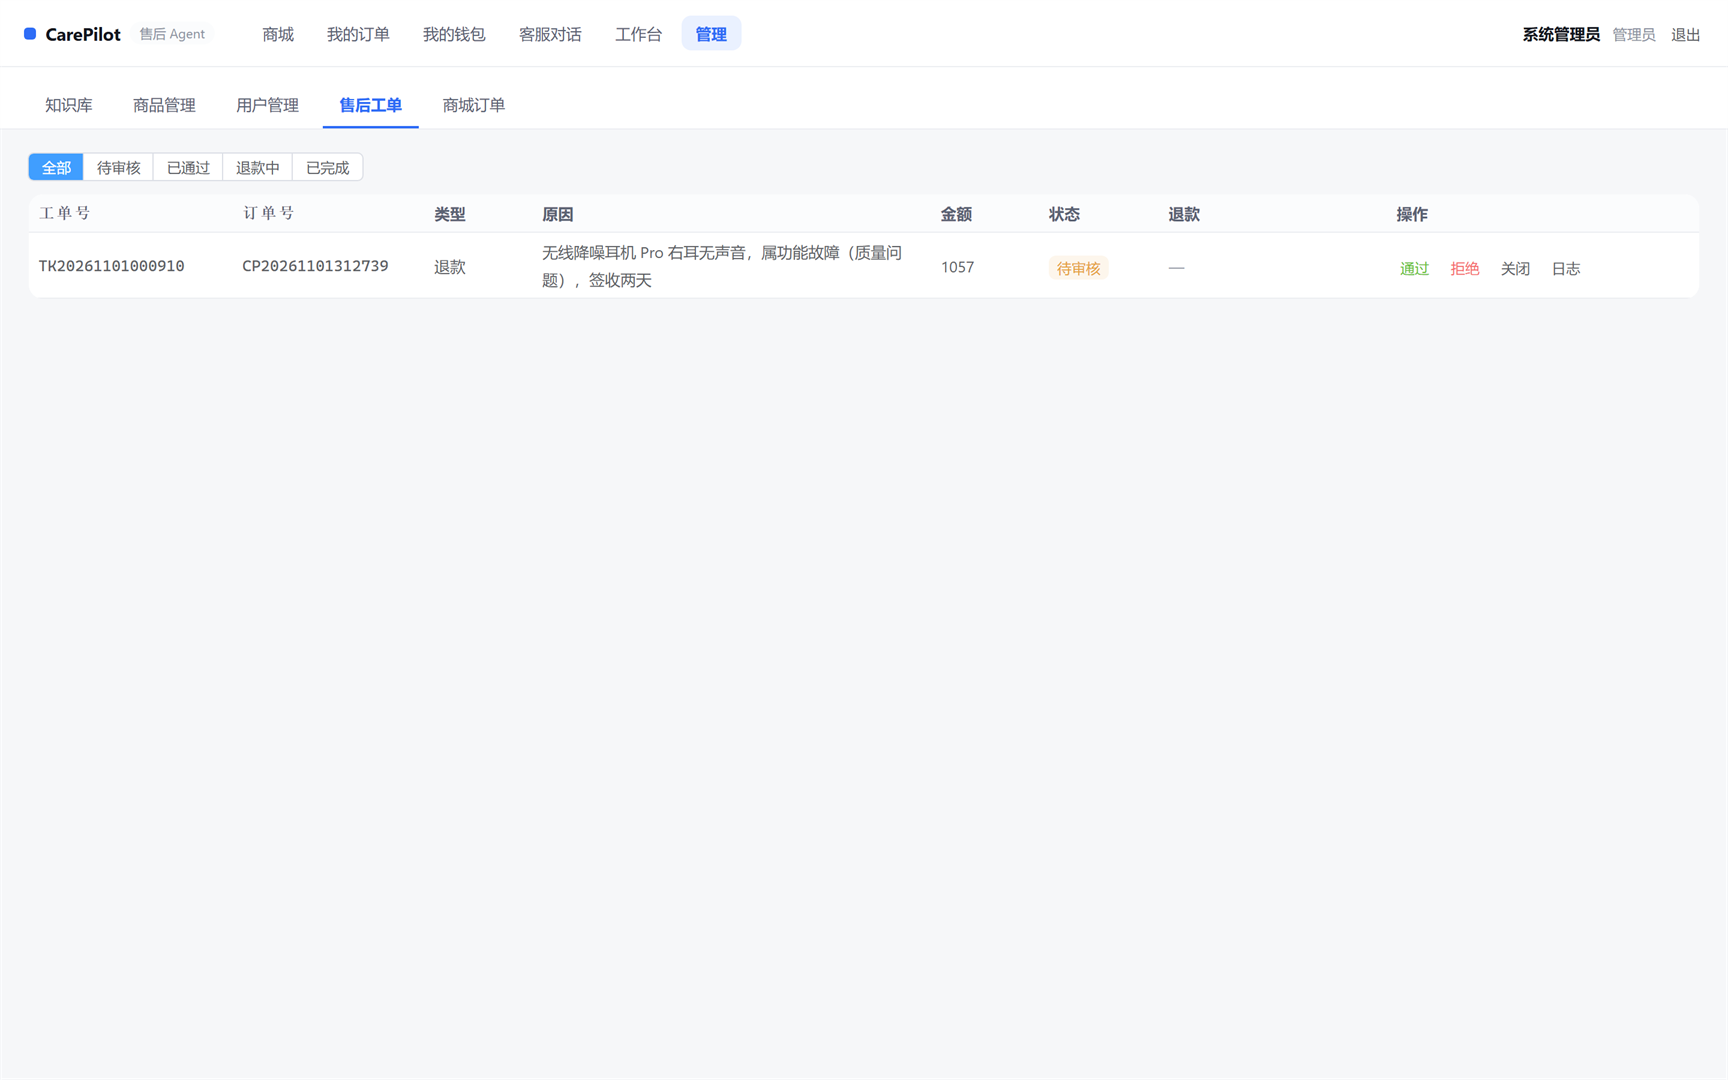 CarePilot 售后 Agent 商城 我的订单 我的钱包 客服对话 工作台 管理 系统管理员 管理员 退出
知识库 商品管理 用户管理 售后工单 商城订单
全部 待审核 已通过 退款中 已完成
工单号 订单号 类型 原因 金额 状态 退款 操作
TK20261101000910 CP20261101312739 退款 无线降噪耳机 Pro 右耳无声音，属功能故障（质量问
题），签收两天 1057 待审核 — 通过 拒绝 关闭 日志